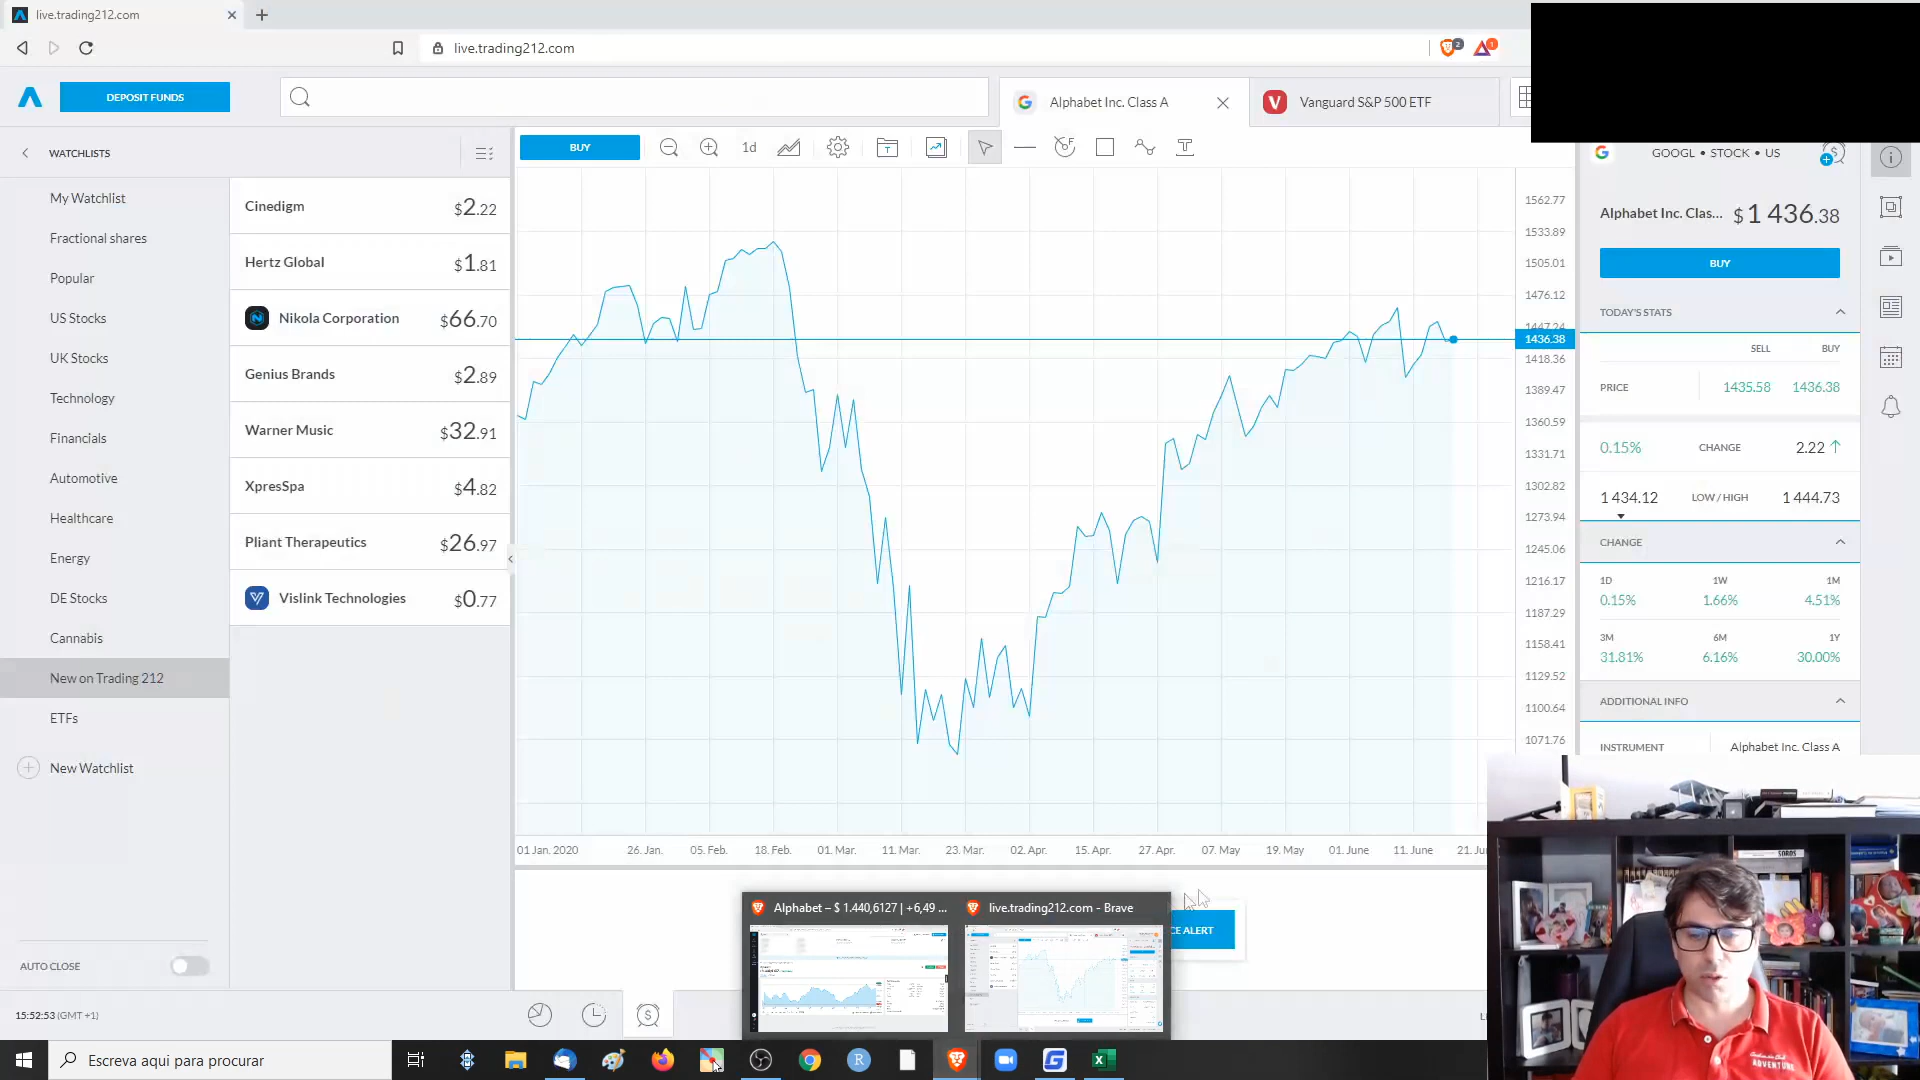 live.trading212.com
live.trading212.com
2
1
DEPOSIT FUNDS
Alphabet Inc. Class A
Vanguard S&P 500 ETF
WATCHLISTS
BUY
1d
GOOGL • STOCK • US
My Watchlist
Fractional shares
Popular
US Stocks
UK Stocks
Technology
Financials
Automotive
Healthcare
Energy
DE Stocks
Cannabis
New on Trading 212
ETFs
New Watchlist
AUTO CLOSE
Cinedigm $2.22
Hertz Global $1.81
Nikola Corporation $66.70
Genius Brands $2.89
Warner Music $32.91
XpresSpa $4.82
Pliant Therapeutics $26.97
Vislink Technologies $0.77
1562.77
1533.89
1505.01
1476.12
1447.24
1436.38
1418.36
1389.47
1360.59
1331.71
1302.82
1273.94
1245.06
1216.17
1187.29
1158.41
1129.52
1100.64
1071.76
01 Jan. 2020 26. Jan. 05. Feb. 18. Feb. 01. Mar. 11. Mar. 23. Mar. 02. Apr. 15. Apr. 27. Apr. 07. May 19. May 01. June 11. June 21. Ju
Alphabet Inc. Clas... $1 436.38
BUY
TODAY'S STATS
SELL BUY
PRICE 1435.58 1436.38
0.15% CHANGE 2.22
1 434.12 LOW / HIGH 1 444.73
CHANGE
1D 1W 1M
0.15% 1.66% 4.51%
3M 6M 1Y
31.81% 6.16% 30.00%
ADDITIONAL INFO
INSTRUMENT Alphabet Inc. Class A
Alphabet – $ 1.440,6127 | +6,49 ...
live.trading212.com - Brave
CE ALERT
15:52:53 (GMT +1)
Escreva aqui para procurar
SOROS
ADVENTURE